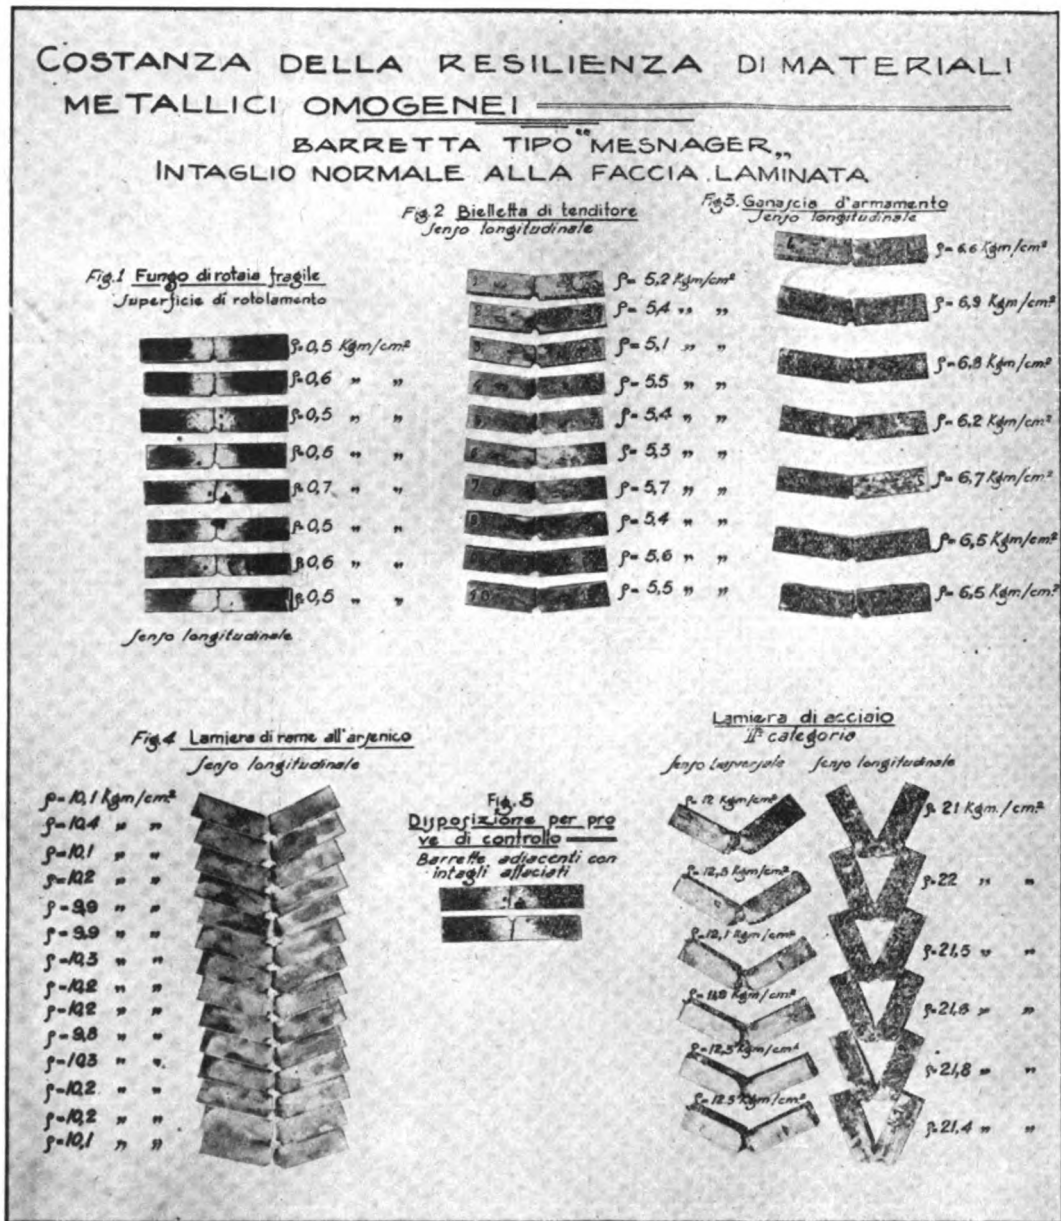 COSTANZA DELLA RESILIENZA DI MATERIALI
METALLICI OMOGENEI
BARRETTA TIPO "MESNAGER„
INTAGLIO NORMALE ALLA FACCIA LAMINATA
Fig.1 Fungo di rotaia fragile
Superficie di rotolamento
ρ=0,5 Kgm/cm²
ρ=0,6 „ „
ρ=0,5 „ „
ρ=0,6 „ „
ρ=0,7 „ „
ρ=0,5 „ „
ρ=0,6 „ „
ρ=0,5 „ „
Senso longitudinale
Fig.2 Bielletta di tenditore
Senso longitudinale
ρ= 5,2 Kgm/cm²
ρ= 5,4 „ „
ρ= 5,1 „ „
ρ= 5,5 „ „
ρ= 5,4 „ „
ρ= 5,3 „ „
ρ= 5,7 „ „
ρ= 5,4 „ „
ρ= 5,6 „ „
ρ= 5,5 „ „
Fig.3. Ganascia d'armamento
Senso longitudinale
ρ= 6,6 Kgm/cm²
ρ= 6,9 Kgm/cm²
ρ= 6,8 Kgm/cm²
ρ= 6,2 Kgm/cm²
ρ= 6,7 Kgm/cm²
ρ= 6,5 Kgm/cm²
ρ= 6,5 Kgm/cm²
Fig.4 Lamiera di rame all'arsenico
Senso longitudinale
ρ=10,1 Kgm/cm²
ρ=10,4 „ „
ρ=10,1 „ „
ρ=10,2 „ „
ρ=9,9 „ „
ρ=9,9 „ „
ρ=10,3 „ „
ρ=10,2 „ „
ρ=10,2 „ „
ρ=9,8 „ „
ρ=10,3 „ „
ρ=10,2 „ „
ρ=10,2 „ „
ρ=10,1 „ „
Fig. 5
Disposizione per pro
ve di controllo
Barrette adiacenti con
intagli affaciati
Lamiera di acciaio
IIª categoria
Senso trasversale
ρ=12 Kgm/cm²
ρ=12,3 Kgm/cm²
ρ=12,1 Kgm/cm²
ρ=11,8 Kgm/cm²
ρ=12,3 Kgm/cm²
ρ=12,5 Kgm/cm²
Senso longitudinale
ρ=21 Kgm./cm²
ρ=22 „ „
ρ=21,5 „ „
ρ=21,6 „ „
ρ=21,8 „ „
ρ=21,4 „ „